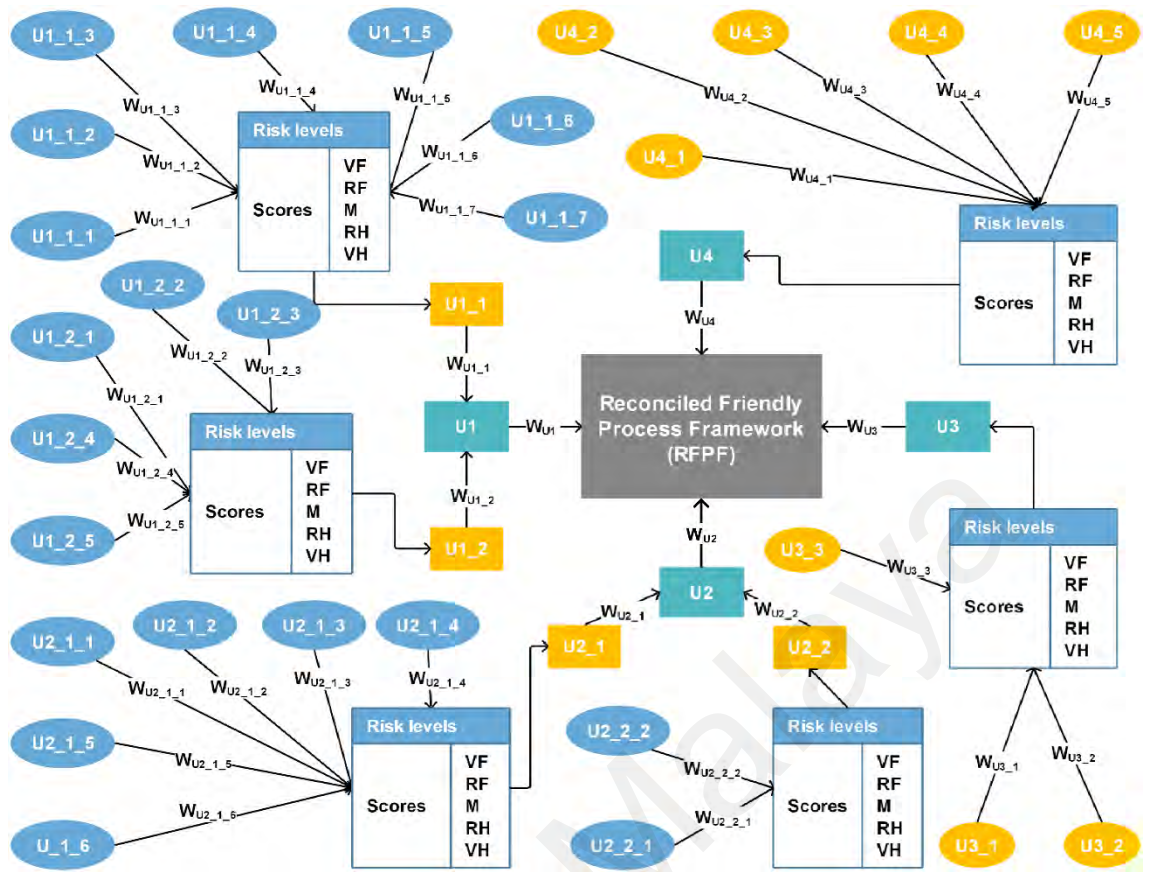 U1_1_3
U1_1_4
U1_1_5
U1_1_2
U1_1_6
U1_1_1
U1_1_7
WU1_1_3
WU1_1_4
WU1_1_5
WU1_1_2
WU1_1_6
WU1_1_1
WU1_1_7
Risk levels
Scores
VF
RF
M
RH
VH
U4_2
U4_3
U4_4
U4_5
U4_1
WU4_2
WU4_3
WU4_4
WU4_5
WU4_1
Risk levels
Scores
VF
RF
M
RH
VH
U4
WU4
U1_2_2
U1_2_3
U1_2_1
U1_2_4
U1_2_5
WU1_2_2
WU1_2_3
WU1_2_1
WU1_2_4
WU1_2_5
Risk levels
Scores
VF
RF
M
RH
VH
U1_1
WU1_1
U1
WU1
WU1_2
U1_2
Reconciled Friendly
Process Framework
(RFPF)
WU3
U3
WU2
U2
WU2_1
WU2_2
U2_1
U2_2
U3_3
WU3_3
Risk levels
Scores
VF
RF
M
RH
VH
WU3_1
WU3_2
U3_1
U3_2
U2_1_1
U2_1_2
U2_1_3
U2_1_4
U2_1_5
U_1_6
WU2_1_1
WU2_1_2
WU2_1_3
WU2_1_4
WU2_1_5
WU2_1_6
Risk levels
Scores
VF
RF
M
RH
VH
U2_2_2
U2_2_1
WU2_2_2
WU2_2_1
Risk levels
Scores
VF
RF
M
RH
VH
Malaya